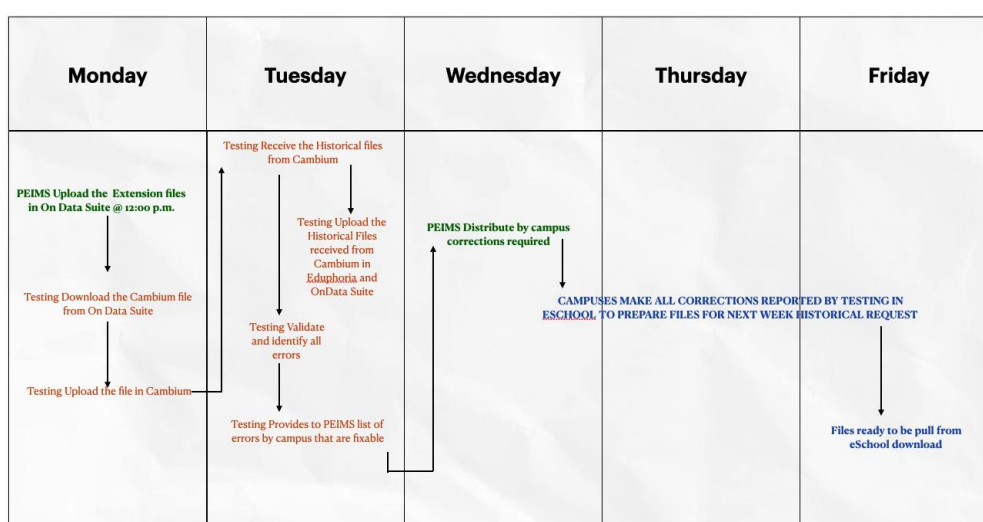 Monday
Tuesday
Wednesday
Thursday
Friday
PEIMS Upload the Extension files
in On Data Suite @ 12:00 p.m.
Testing Download the Cambium file
from On Data Suite
Testing Upload the file in Cambium
Testing Receive the Historical files
from Cambium
Testing Upload the
Historical Files
received from
Cambium in
Eduphoria and
OnData Suite
Testing Validate
and identify all
errors
Testing Provides to PEIMS list of
errors by campus that are fixable
PEIMS Distribute by campus
corrections required
CAMPUSES MAKE ALL CORRECTIONS REPORTED BY TESTING IN
ESCHOOL TO PREPARE FILES FOR NEXT WEEK HISTORICAL REQUEST
Files ready to be pull from
eSchool download